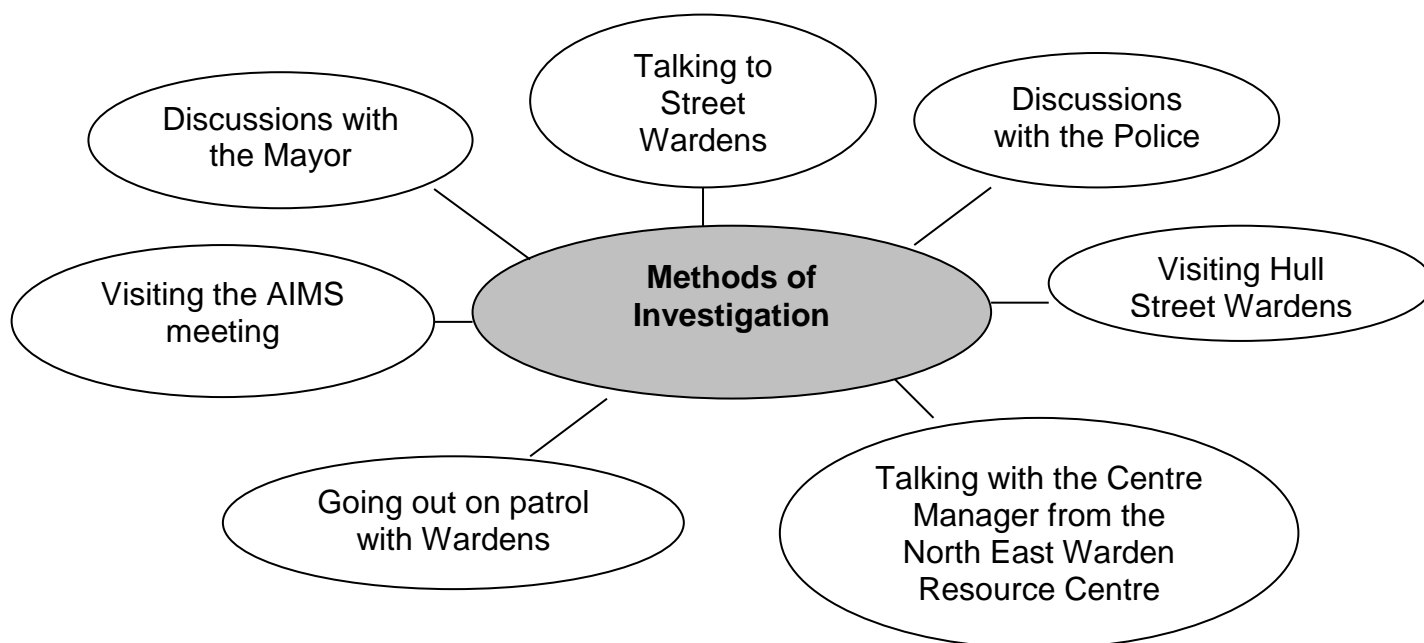 Talking to
Street
Wardens
Discussions with
the Mayor
Discussions
with the Police
Methods of
Investigation
Visiting the AIMS
meeting
Visiting Hull
Street Wardens
Going out on patrol
with Wardens
Talking with the Centre
Manager from the
North East Warden
Resource Centre